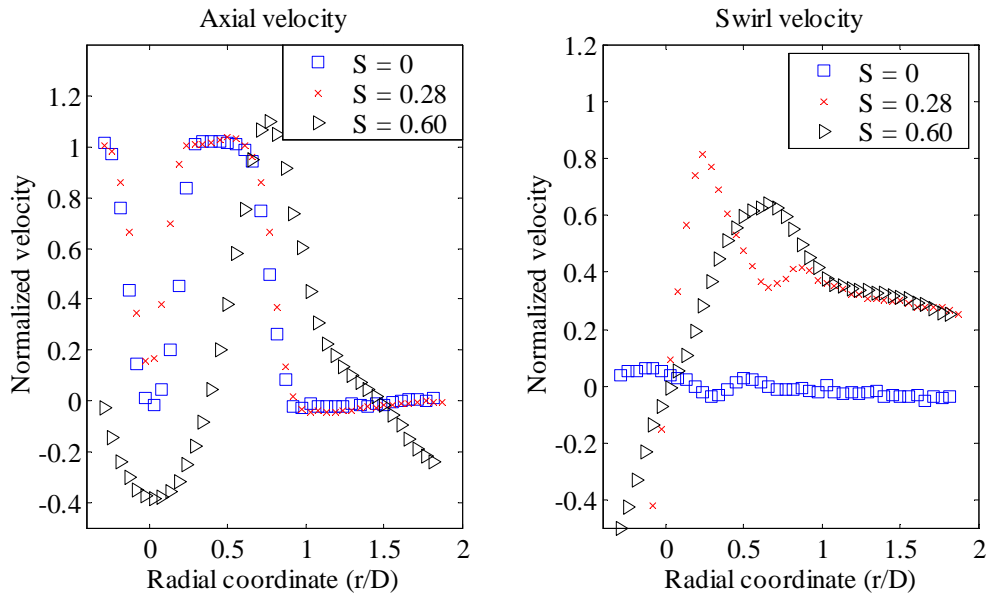 Axial velocity
S = 0
S = 0.28
S = 0.60
Normalized velocity
1.2
1
0.8
0.6
0.4
0.2
0
-0.2
-0.4
0
0.5
1
1.5
2
Radial coordinate (r/D)
Swirl velocity
S = 0
S = 0.28
S = 0.60
Normalized velocity
1.2
1
0.8
0.6
0.4
0.2
0
-0.2
-0.4
0
0.5
1
1.5
2
Radial coordinate (r/D)